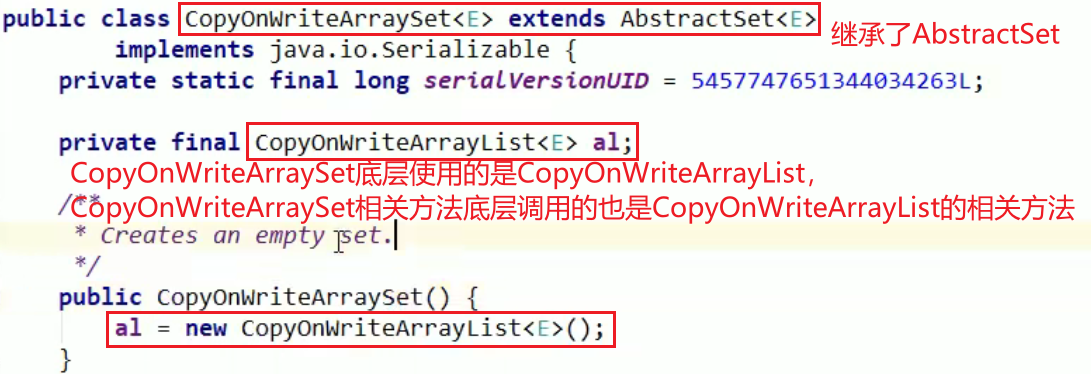 public class CopyOnWriteArraySet<E> extends AbstractSet<E>
继承了AbstractSet
implements java.io.Serializable {
private static final long serialVersionUID = 5457747651344034263L;
private final CopyOnWriteArrayList<E> al;
CopyOnWriteArraySet底层使用的是CopyOnWriteArrayList,
/**
CopyOnWriteArraySet相关方法底层调用的也是CopyOnWriteArrayList的相关方法
* Creates an empty set.
*/
public CopyOnWriteArraySet() {
al = new CopyOnWriteArrayList<E>();
}